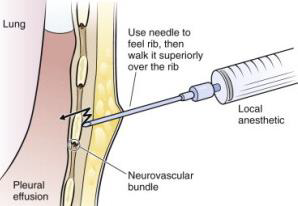 Lung
Use needle to
feel rib, then
walk it superiorly
over the rib
Local
anesthetic
Neurovascular
bundle
Pleural
effusion